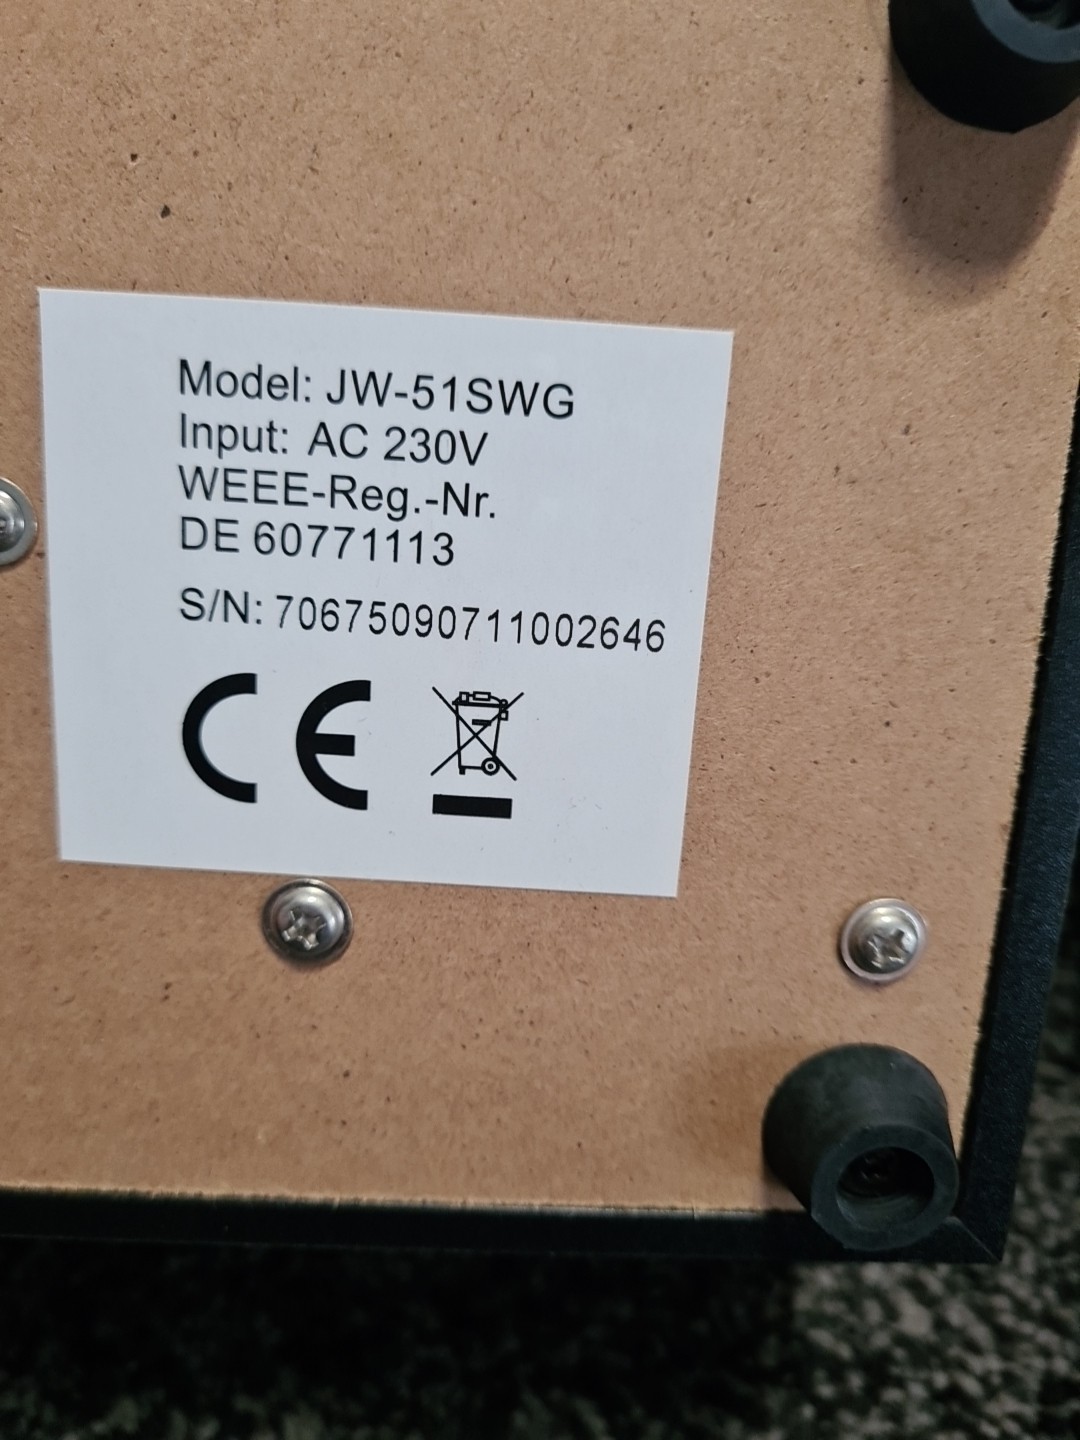 Model: JW-51SWG
Input: AC 230V
WEEE-Reg.-Nr.
DE 60771113
S/N: 70675090711002646
CE